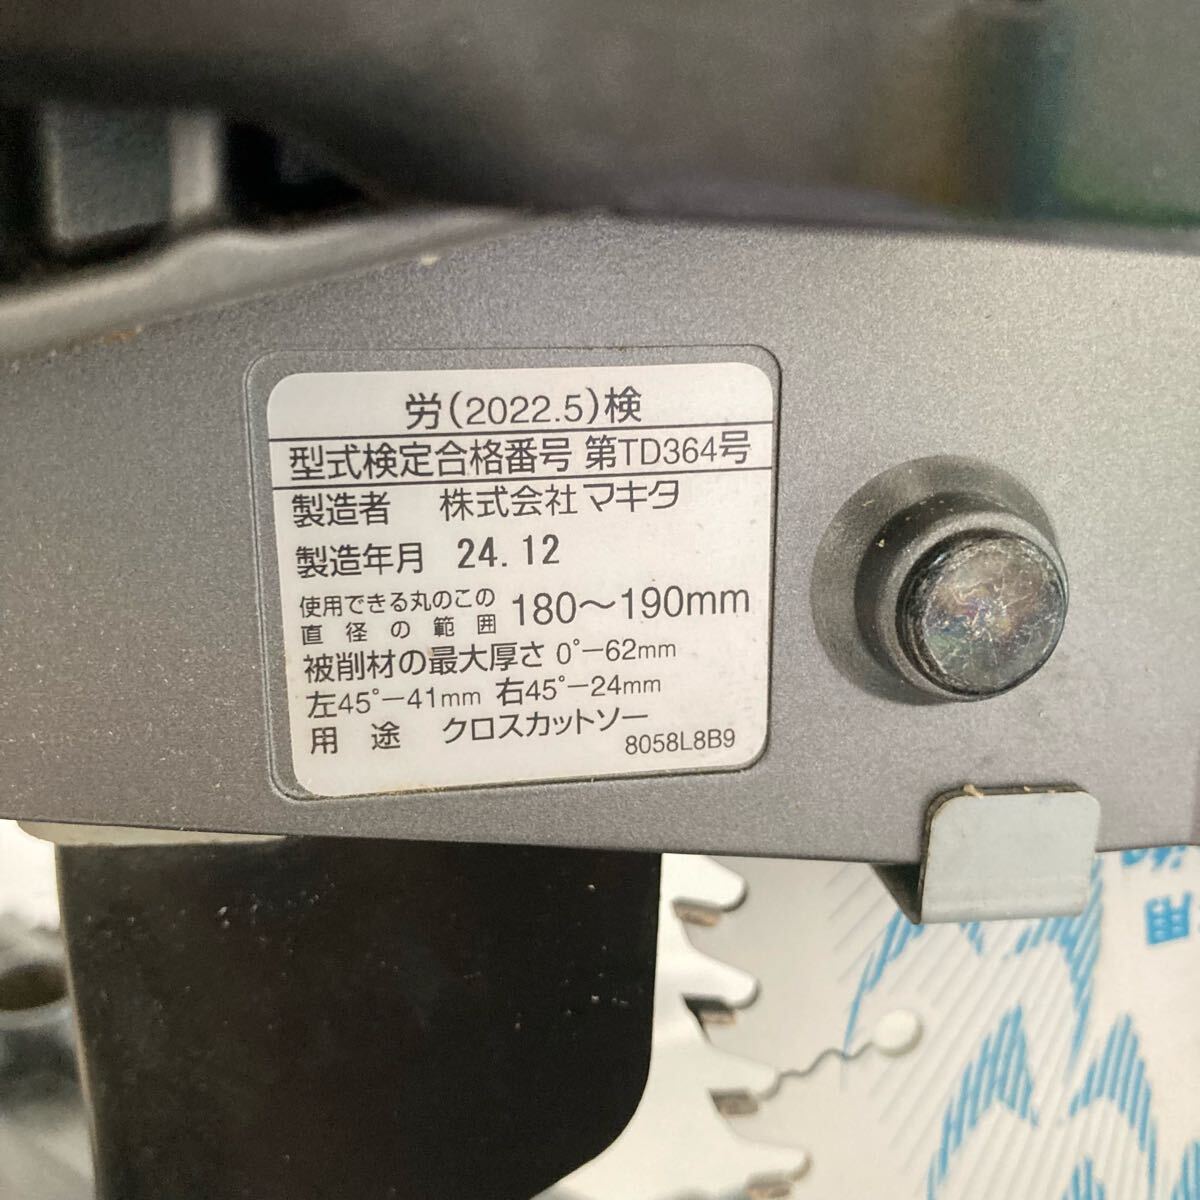 労(2022.5)検
型式検定合格番号 第TD364号
製造者 株式会社 マキタ
製造年月 24.12
使用できる丸のこの
直径の範囲 180〜190mm
被削材の最大厚さ 0°−62mm
左45°−41mm 右45°−24mm
用途 クロスカットソー
8058L8B9
用